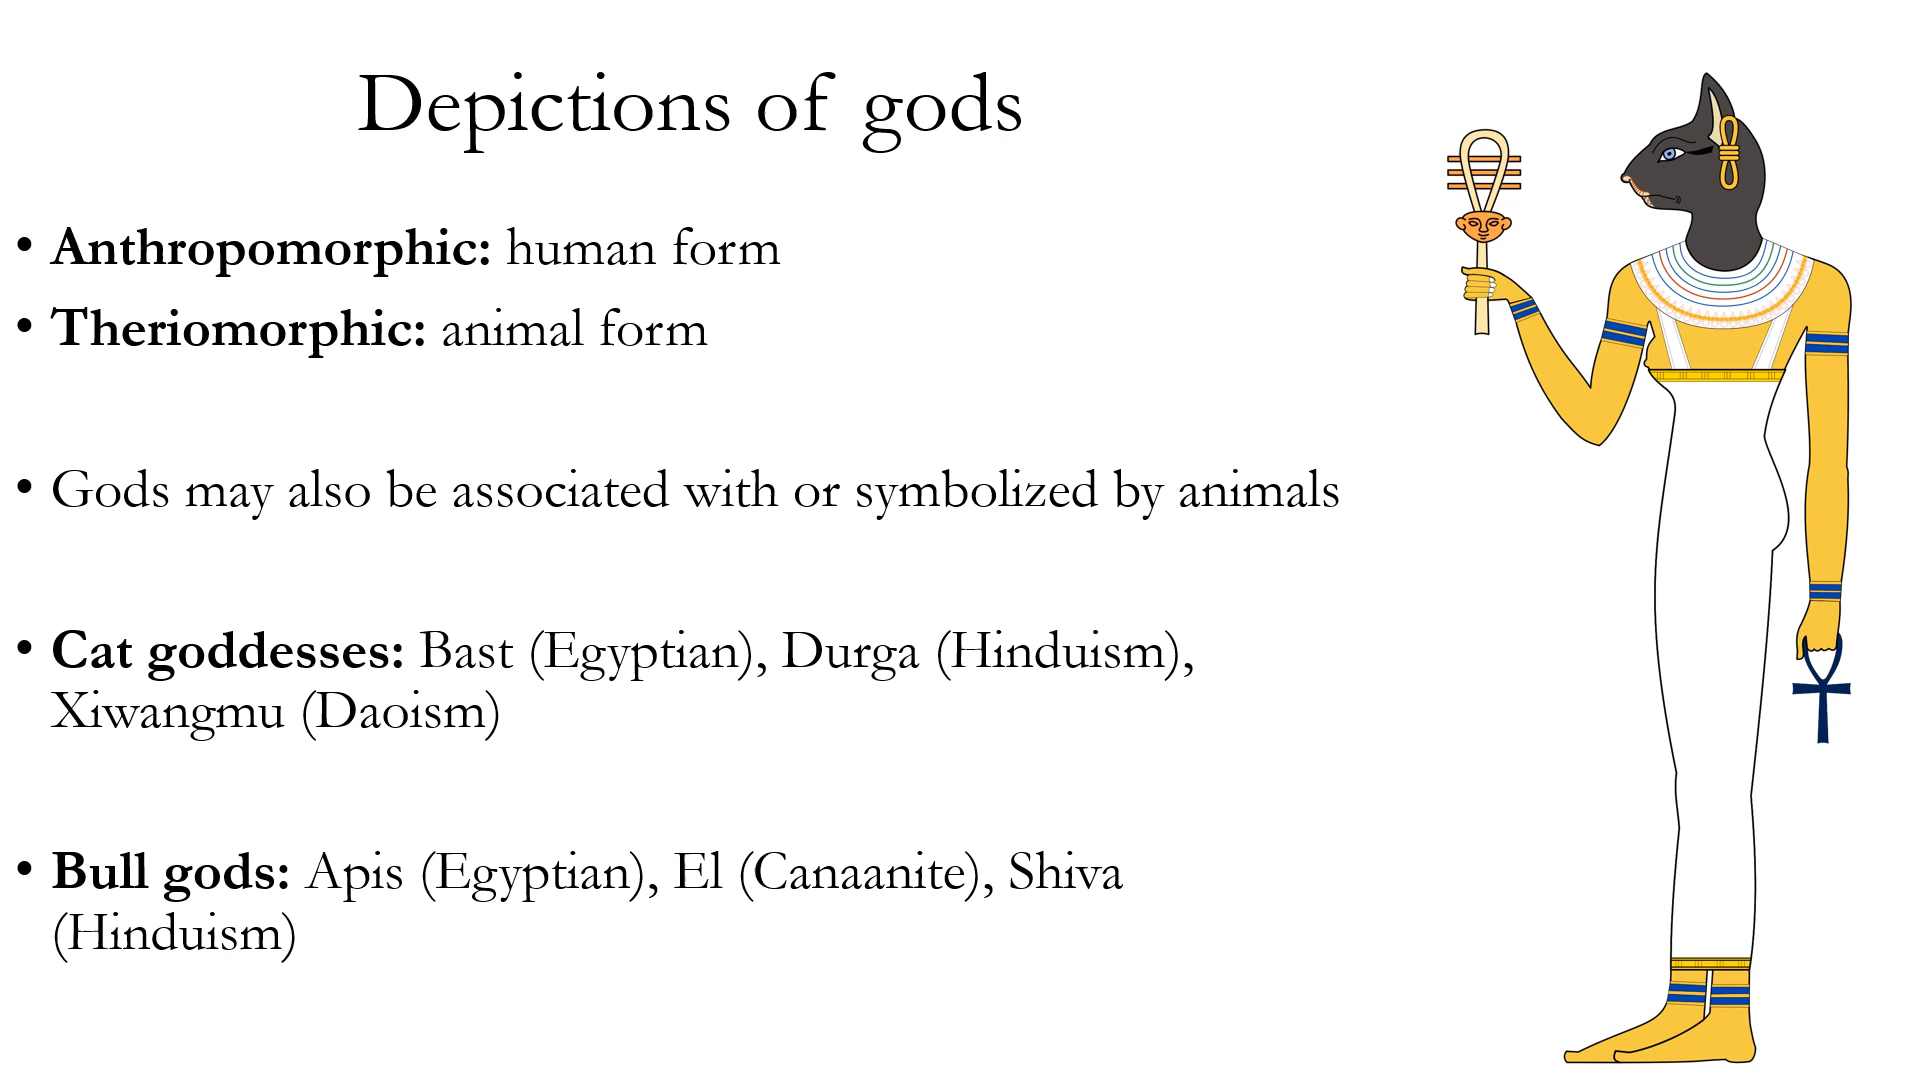 Depictions of gods
• Anthropomorphic: human form
• Theriomorphic: animal form
• Gods may also be associated with or symbolized by animals
• Cat goddesses: Bast (Egyptian), Durga (Hinduism),
Xiwangmu (Daoism)
• Bull gods: Apis (Egyptian), El (Canaanite), Shiva
(Hinduism)